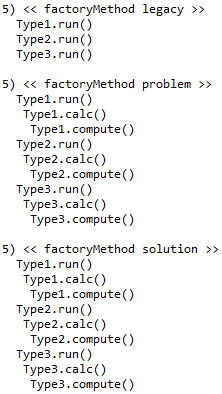 5) << factoryMethod legacy >>
Type1.run()
Type2.run()
Type3.run()
5) << factoryMethod problem >>
Type1.run()
Type1.calc()
Type1.compute()
Type2.run()
Type2.calc()
Type2.compute()
Type3.run()
Type3.calc()
Type3.compute()
5) << factoryMethod solution >>
Type1.run()
Type1.calc()
Type1.compute()
Type2.run()
Type2.calc()
Type2.compute()
Type3.run()
Type3.calc()
Type3.compute()